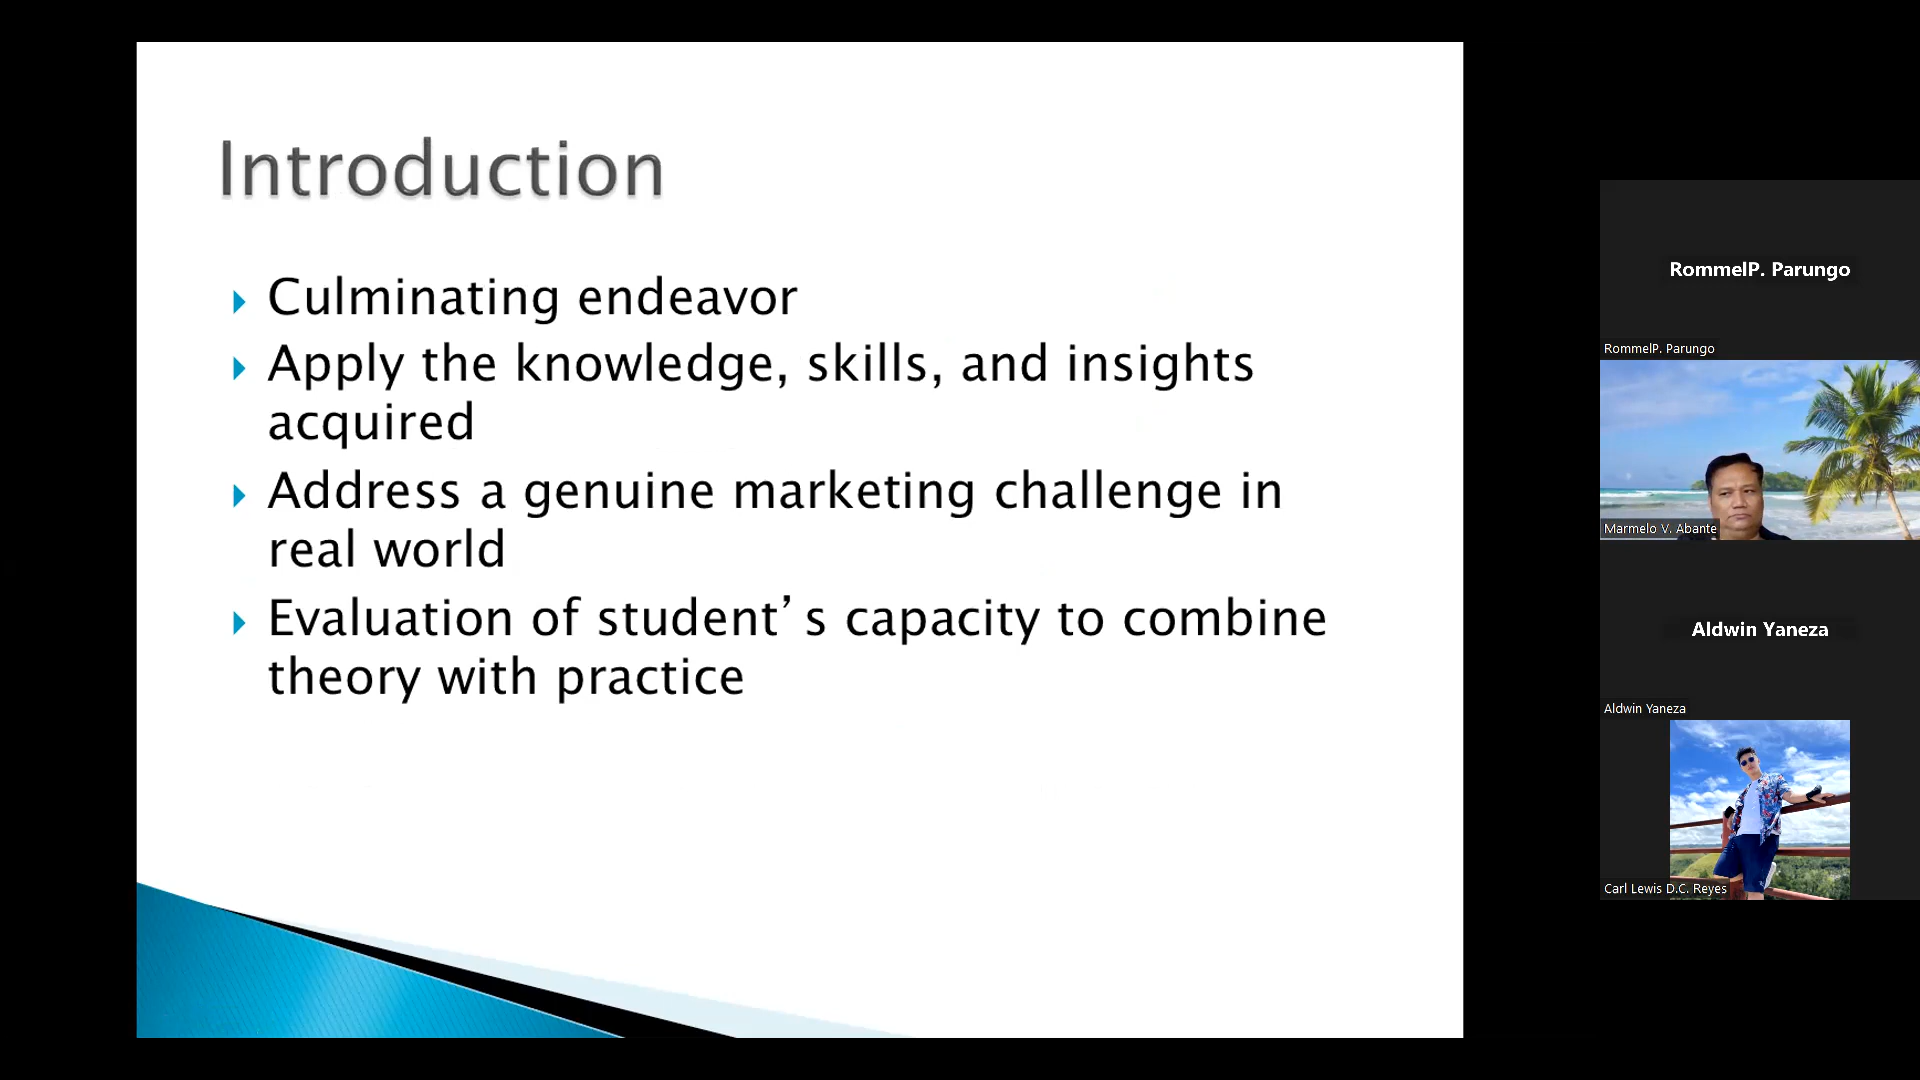 Introduction
Culminating endeavor
Apply the knowledge, skills, and insights
acquired
Address a genuine marketing challenge in
real world
Evaluation of student’s capacity to combine
theory with practice
RommelP. Parungo
RommelP. Parungo
Marmelo V. Abante
Aldwin Yaneza
Aldwin Yaneza
Carl Lewis D.C. Reyes